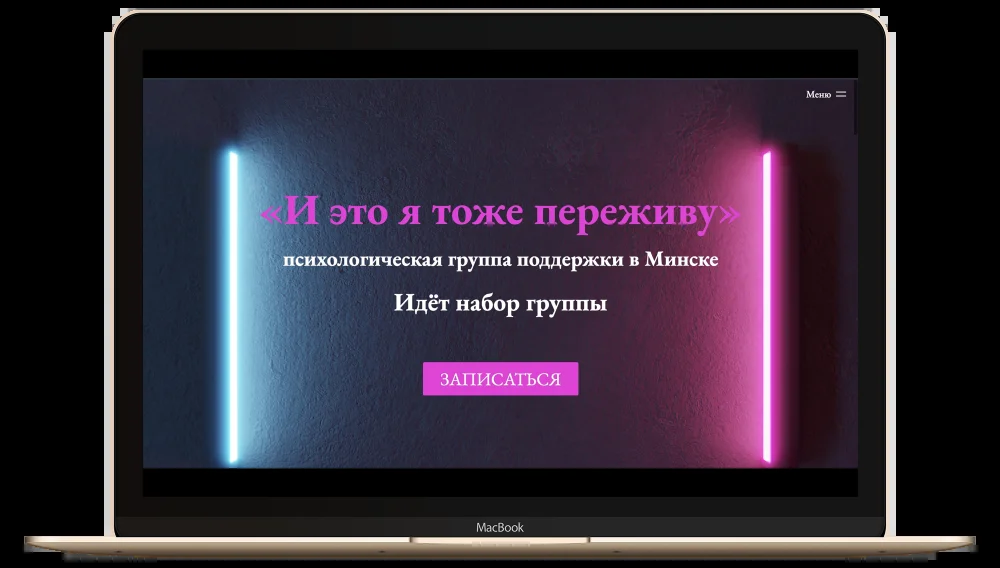 Меню
«И это я тоже переживу»
психологическая группа поддержки в Минске
Идёт набор группы
ЗАПИСАТЬСЯ
MacBook